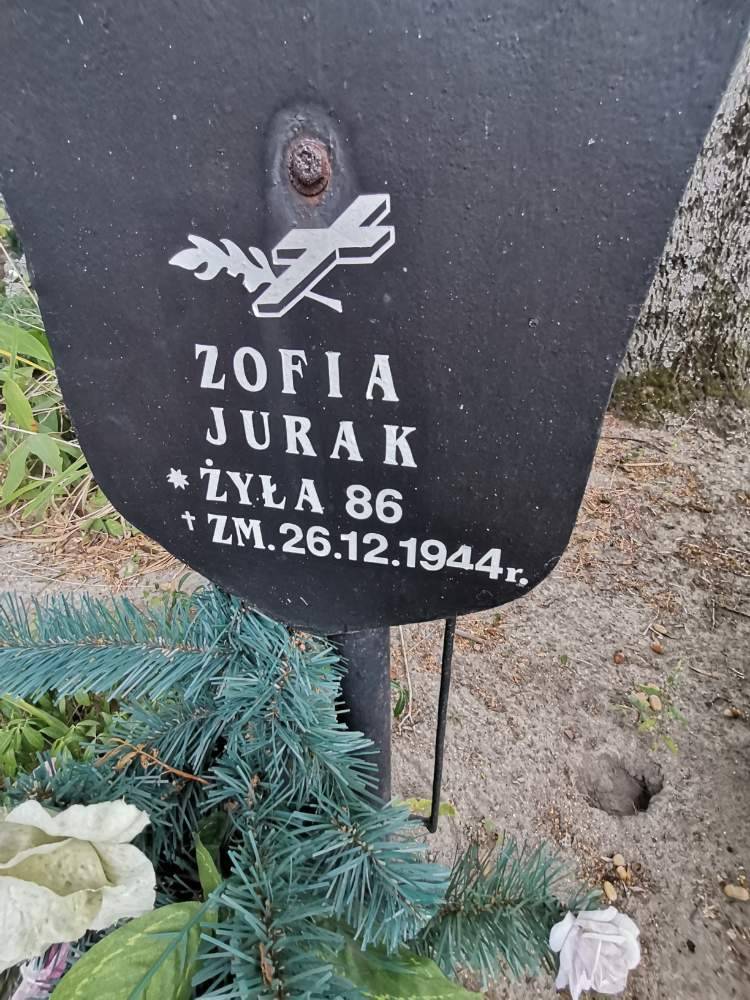 ZOFIA
JURAK
* ŻYŁA 86
† ZM. 26.12.1944r.